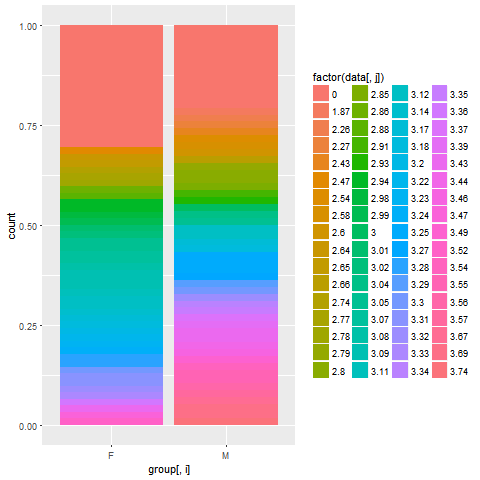 1.00
0.75
0.50
0.25
0.00
count
F
M
group[, i]
factor(data[, j])
0 2.85 3.12 3.35
1.87 2.86 3.14 3.36
2.26 2.88 3.17 3.37
2.27 2.91 3.18 3.39
2.43 2.93 3.2 3.43
2.47 2.94 3.22 3.44
2.54 2.98 3.23 3.46
2.58 2.99 3.24 3.47
2.6 3 3.25 3.49
2.64 3.01 3.27 3.52
2.65 3.02 3.28 3.54
2.66 3.04 3.29 3.55
2.74 3.05 3.3 3.56
2.77 3.07 3.31 3.57
2.78 3.08 3.32 3.67
2.79 3.09 3.33 3.69
2.8 3.11 3.34 3.74